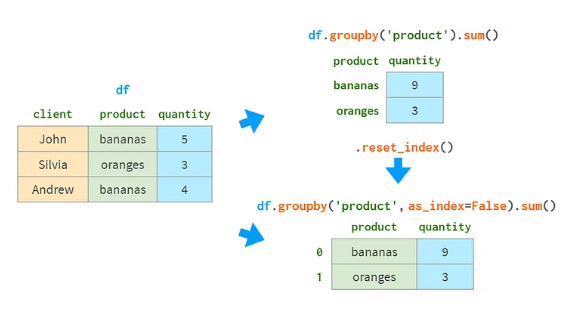 df.groupby('product').sum()
product quantity
bananas 9
oranges 3
df
client product quantity
John bananas 5
Silvia oranges 3
Andrew bananas 4
.reset_index()
df.groupby('product', as_index=False).sum()
product quantity
0 bananas 9
1 oranges 3